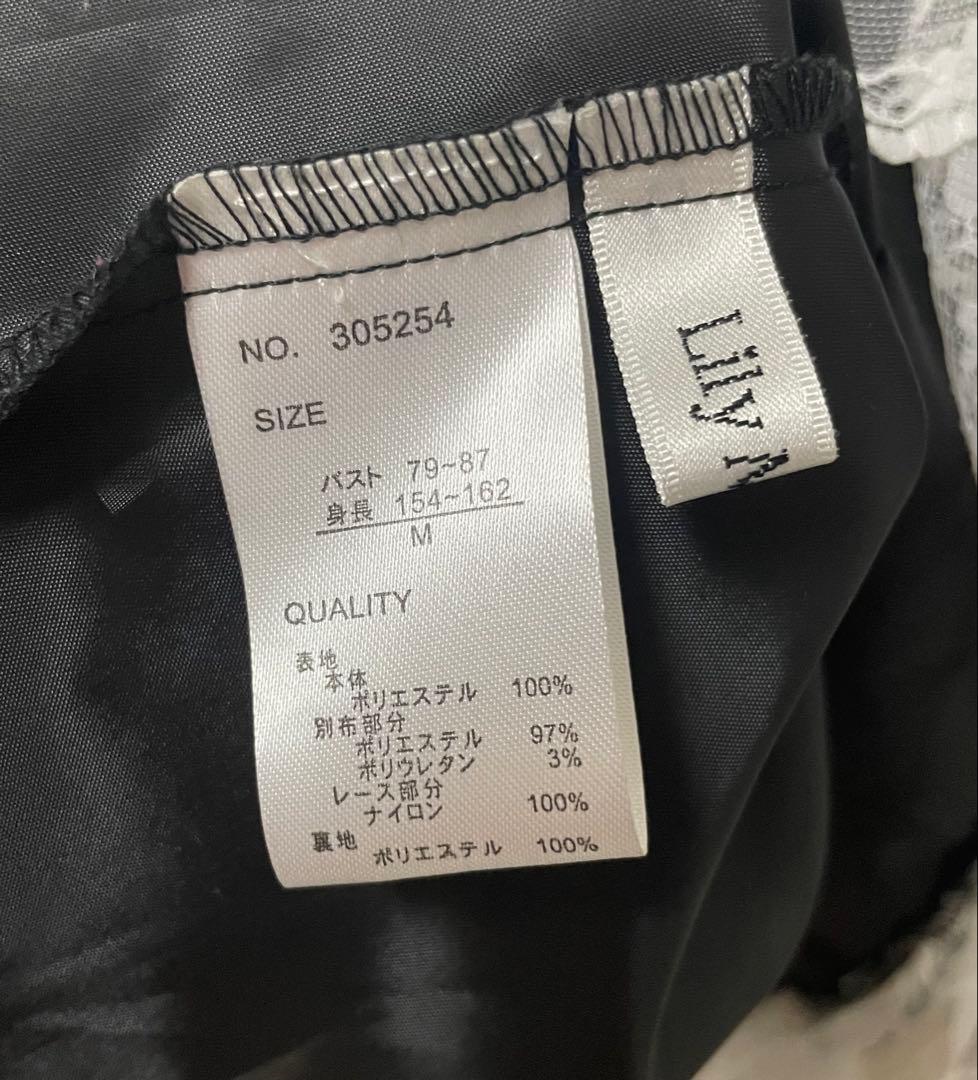 NO. 305254
SIZE
バスト 79~87
身長 154~162
M
QUALITY
表地
本体
ポリエステル 100%
別布部分
ポリエステル 97%
ポリウレタン 3%
レース部分
ナイロン 100%
裏地
ポリエステル 100%
Lily